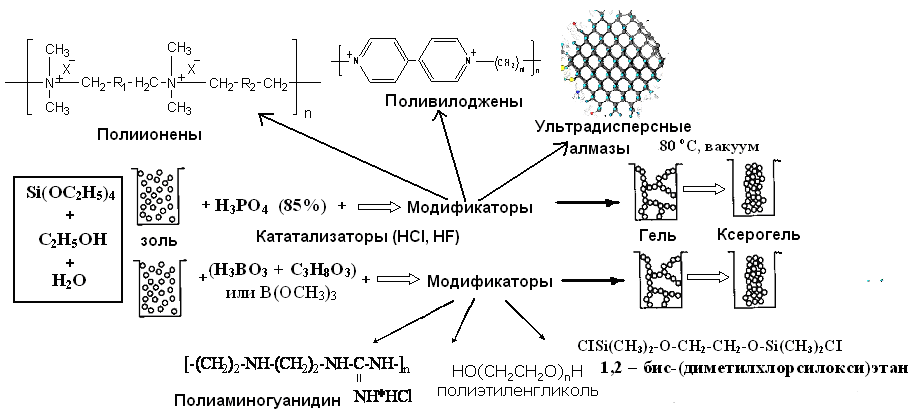 CH₃ CH₃
[-N⁺X⁻-CH₂-R₁-H₂C-N⁺X⁻-CH₂-R₂-CH₂-]n
CH₃ CH₃
Полиионены
[-N⁺ N⁺-(CH₂)m-]n
Поливилоджены
Ультрадисперсные
алмазы
80 ⁰С, вакуум
Si(OC₂H₅)₄
+
C₂H₅OH
+
H₂O
золь
+ H₃PO₄ (85%) +
Модификаторы
Кататализаторы (HCl, HF)
Гель
Ксерогель
+(H₃BO₃ + C₃H₈O₃) +
или B(OCH₃)₃
Модификаторы
[-(CH₂)₂-NH-(CH₂)₂-NH-C-NH-]n
=
NH*HCl
Полиаминогуанидин
HO(CH₂CH₂O)nH
полиэтиленгликоль
ClSi(CH₃)₂-O-CH₂-CH₂-O-Si(CH₃)₂Cl
1,2 – бис-(диметилхлорсилокси)этан